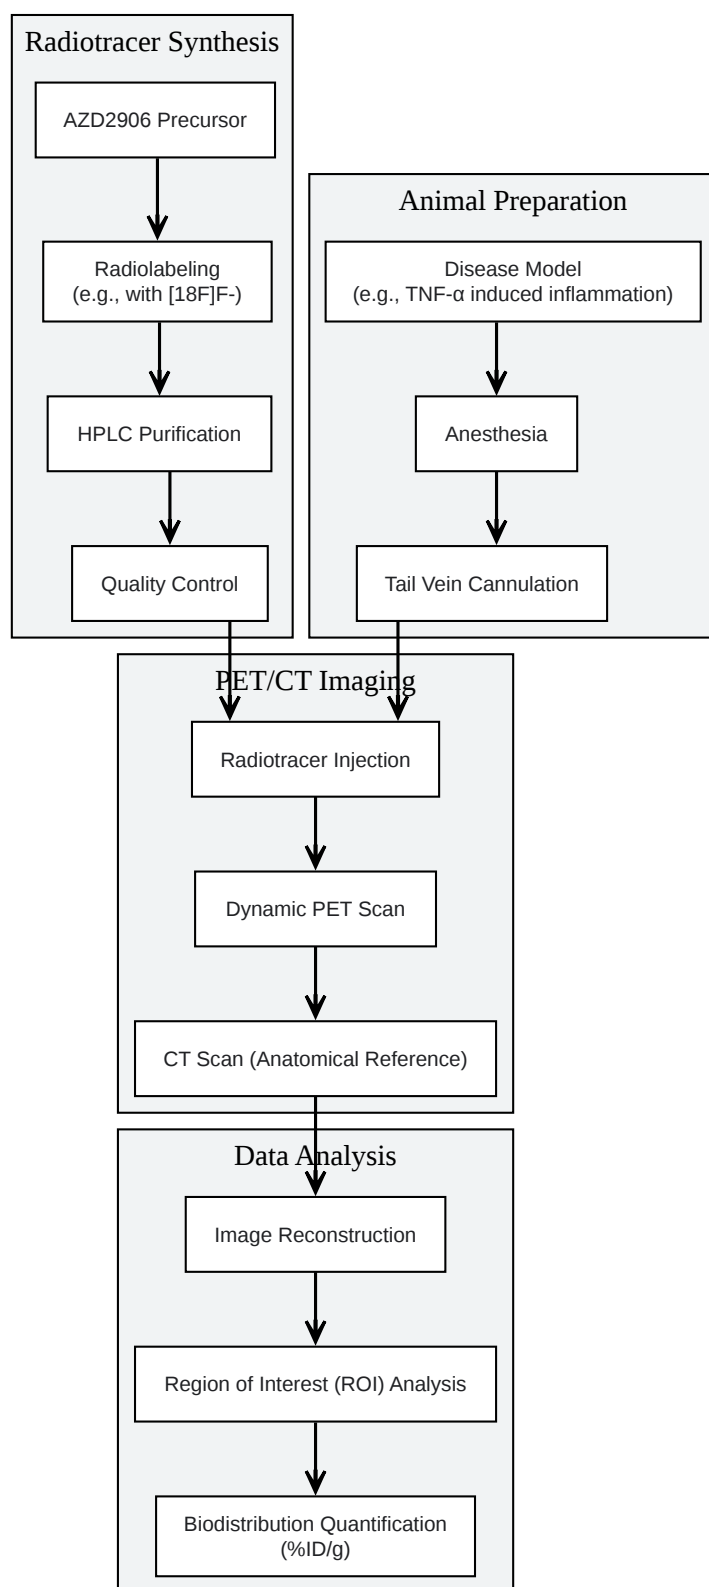 Radiotracer Synthesis
AZD2906 Precursor
Radiolabeling
(e.g., with [18F]F-)
HPLC Purification
Quality Control
Animal Preparation
Disease Model
(e.g., TNF-α induced inflammation)
Anesthesia
Tail Vein Cannulation
PET/CT Imaging
Radiotracer Injection
Dynamic PET Scan
CT Scan (Anatomical Reference)
Data Analysis
Image Reconstruction
Region of Interest (ROI) Analysis
Biodistribution Quantification
(%ID/g)